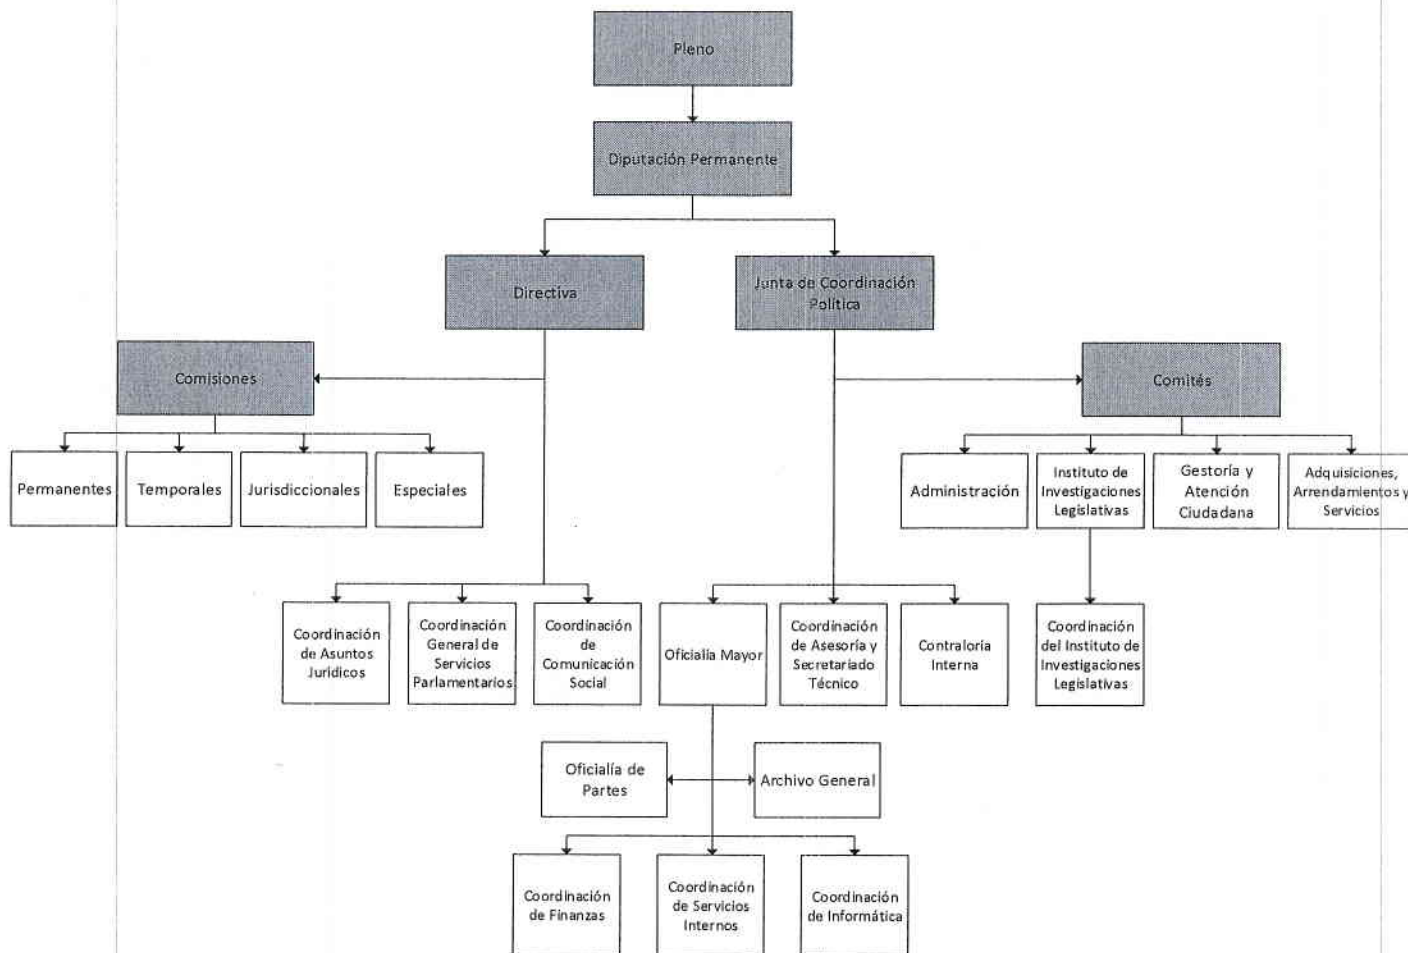 Pleno
Diputación Permanente
Directiva
Junta de Coordinación
Política
Comisiones
Comités
Permanentes
Temporales
Jurisdiccionales
Especiales
Administración
Instituto de
Investigaciones
Legislativas
Gestoría y
Atención
Ciudadana
Adquisiciones,
Arrendamientos y
Servicios
Coordinación
de Asuntos
Jurídicos
Coordinación
General de
Servicios
Parlamentarios
Coordinación
de
Comunicación
Social
Oficialía Mayor
Coordinación
de Asesoría y
Secretariado
Técnico
Contraloría
Interna
Coordinación
del Instituto de
Investigaciones
Legislativas
Oficialía de
Partes
Archivo General
Coordinación
de Finanzas
Coordinación
de Servicios
Internos
Coordinación
de Informática